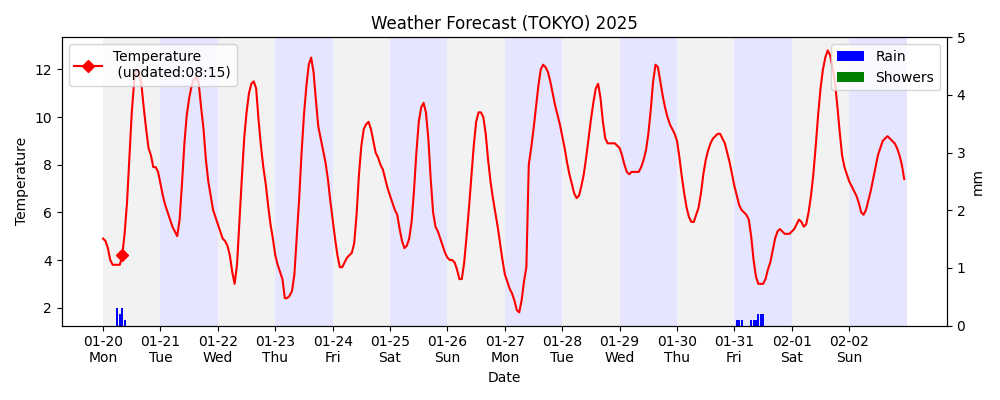 Weather Forecast (TOKYO) 2025
Temperature
(updated:08:15)
Rain
Showers
Temperature
12
10
8
6
4
2
5
4
3
2
1
0
mm
01-20 01-21 01-22 01-23 01-24 01-25 01-26 01-27 01-28 01-29 01-30 01-31 02-01 02-02
Mon Tue Wed Thu Fri Sat Sun Mon Tue Wed Thu Fri Sat Sun
Date